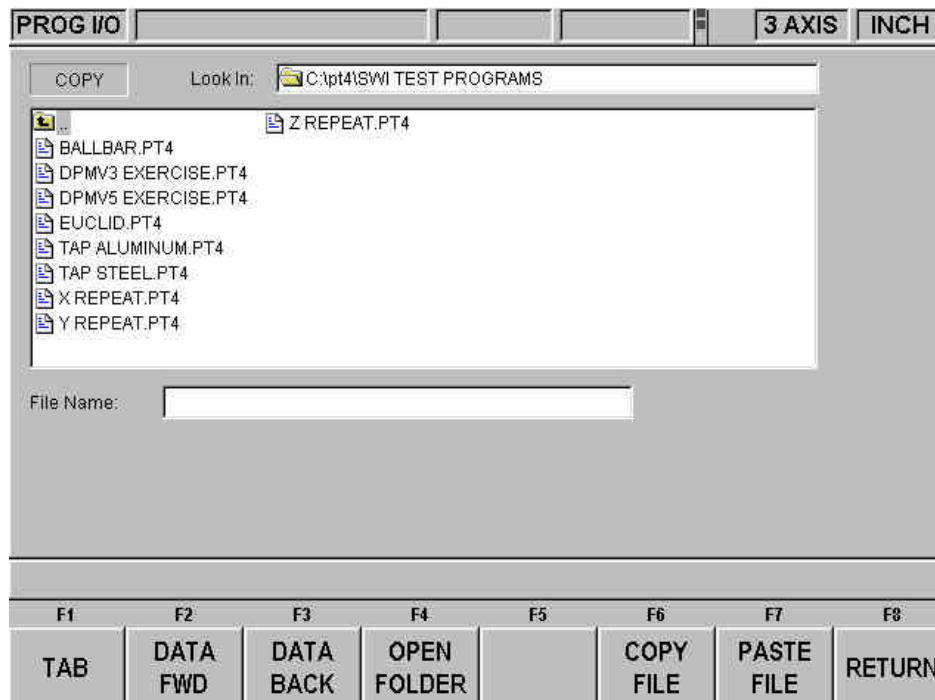 PROG I/O 3 AXIS INCH
COPY Look In: C:\pt4\SWI TEST PROGRAMS
..
BALLBAR.PT4
DPMV3 EXERCISE.PT4
DPMV5 EXERCISE.PT4
EUCLID.PT4
TAP ALUMINUM.PT4
TAP STEEL.PT4
X REPEAT.PT4
Y REPEAT.PT4
Z REPEAT.PT4
File Name:
F1 F2 F3 F4 F5 F6 F7 F8
TAB
DATA
FWD
DATA
BACK
OPEN
FOLDER
COPY
FILE
PASTE
FILE
RETURN